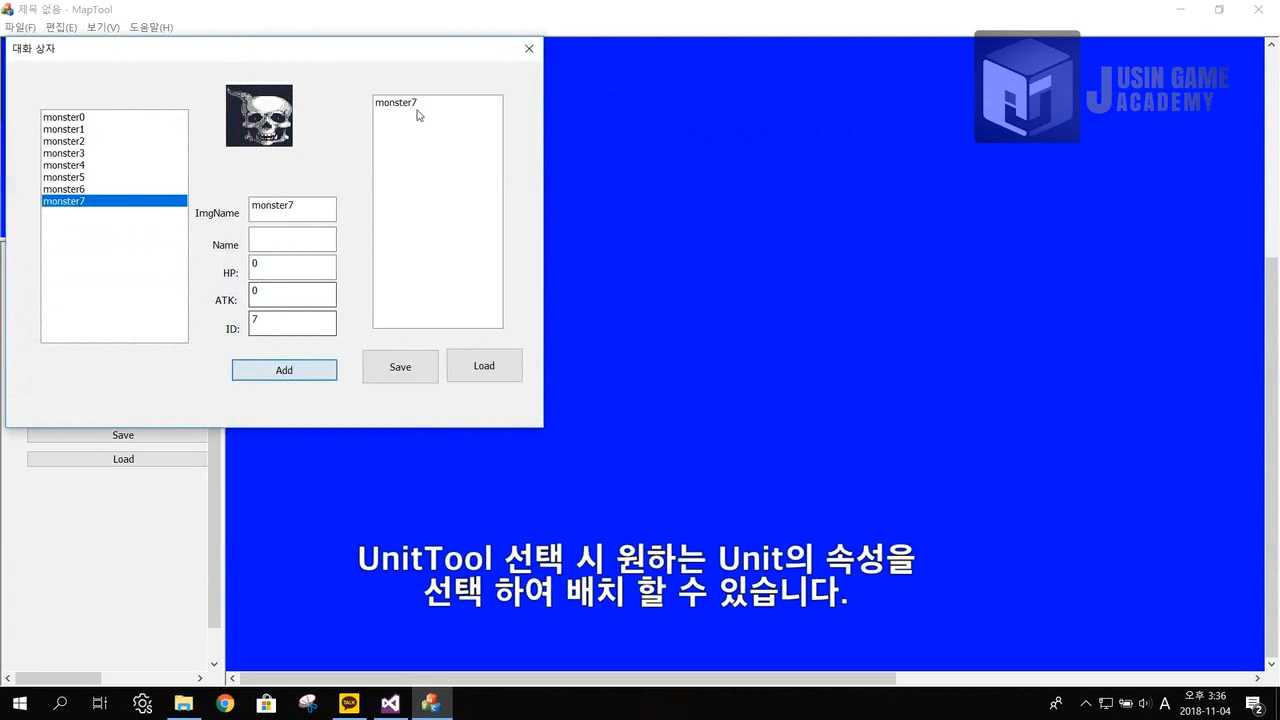 제목 없음 - MapTool
파일(F) 편집(E) 보기(V) 도움말(H)
대화 상자
JUSIN GAME
ACADEMY
monster0
monster1
monster2
monster3
monster4
monster5
monster6
monster7
ImgName monster7
Name
HP: 0
ATK: 0
ID: 7
Add
monster7
Save Load
Save
Load
UnitTool 선택 시 원하는 Unit의 속성을
선택 하여 배치 할 수 있습니다.
TALK
A
오후 3:36
2018-11-04
2